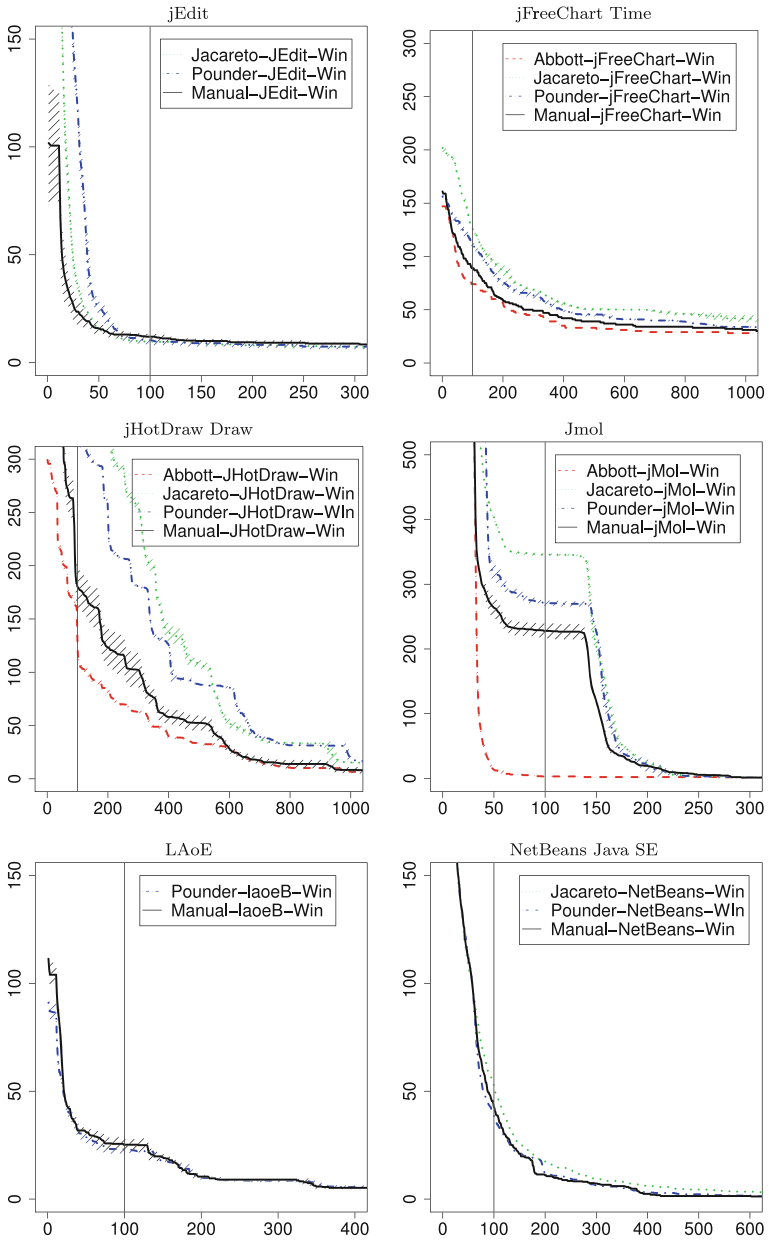 jEdit
150
100
50
0
Jacareto-JEdit-Win
Pounder-JEdit-Win
Manual-JEdit-Win
0 50 100 150 200 250 300
jFreeChart Time
300
250
200
150
100
50
0
Abbott-jFreeChart-Win
Jacareto-jFreeChart-Win
Pounder-jFreeChart-Win
Manual-jFreeChart-Win
0 200 400 600 800 1000
jHotDraw Draw
300
250
200
150
100
50
0
Abbott-JHotDraw-Win
Jacareto-JHotDraw-Win
Pounder-JHotDraw-WIn
Manual-JHotDraw-Win
0 200 400 600 800 1000
Jmol
500
400
300
200
100
0
Abbott-jMol-Win
Jacareto-jMol-Win
Pounder-jMol-Win
Manual-jMol-Win
0 50 100 150 200 250 300
LAoE
150
100
50
0
Pounder-laoeB-Win
Manual-laoeB-Win
0 100 200 300 400
NetBeans Java SE
150
100
50
0
Jacareto-NetBeans-Win
Pounder-NetBeans-WIn
Manual-NetBeans-Win
0 100 200 300 400 500 600